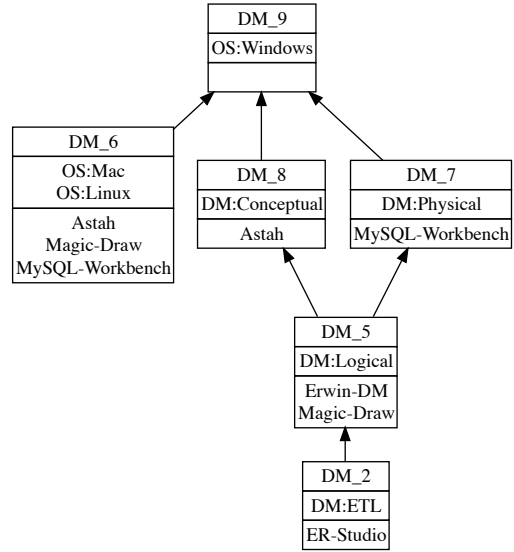 DM_9
OS:Windows
DM_6
OS:Mac
OS:Linux
Astah
Magic-Draw
MySQL-Workbench
DM_8
DM:Conceptual
Astah
DM_7
DM:Physical
MySQL-Workbench
DM_5
DM:Logical
Erwin-DM
Magic-Draw
DM_2
DM:ETL
ER-Studio